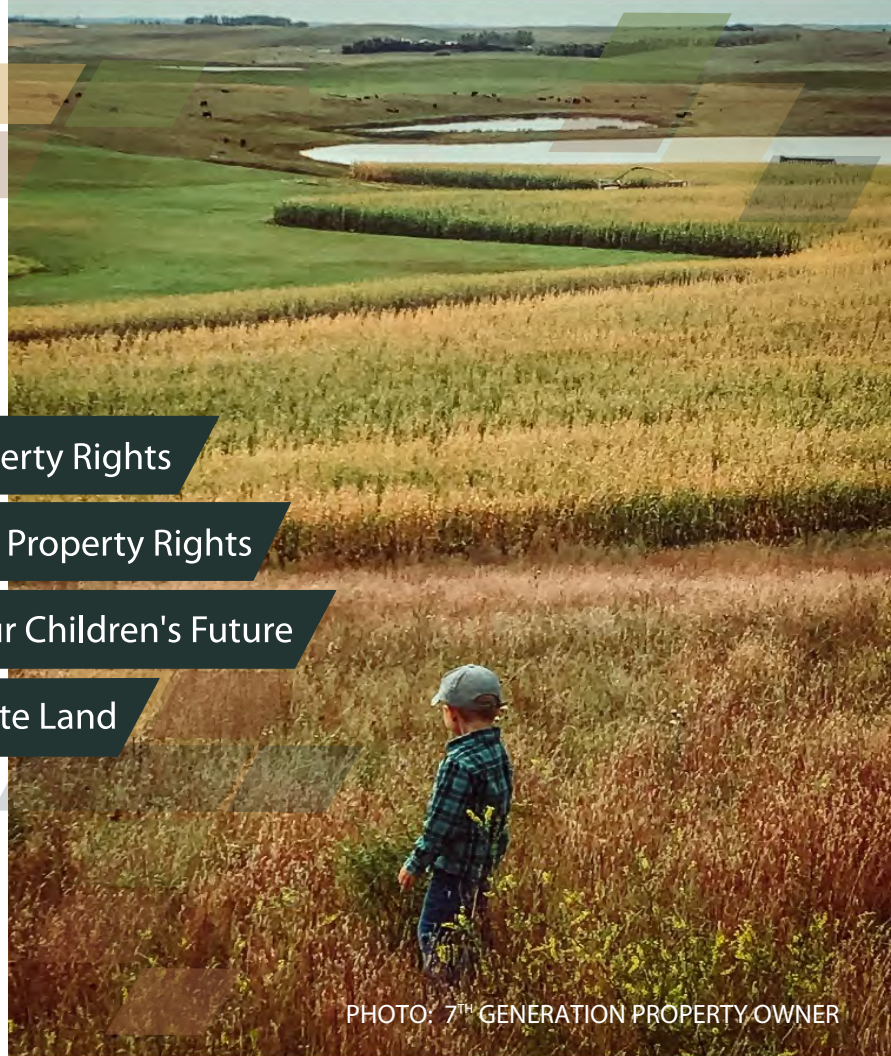 erty Rights
Property Rights
r Children's Future
te Land
PHOTO: 7TH GENERATION PROPERTY OWNER